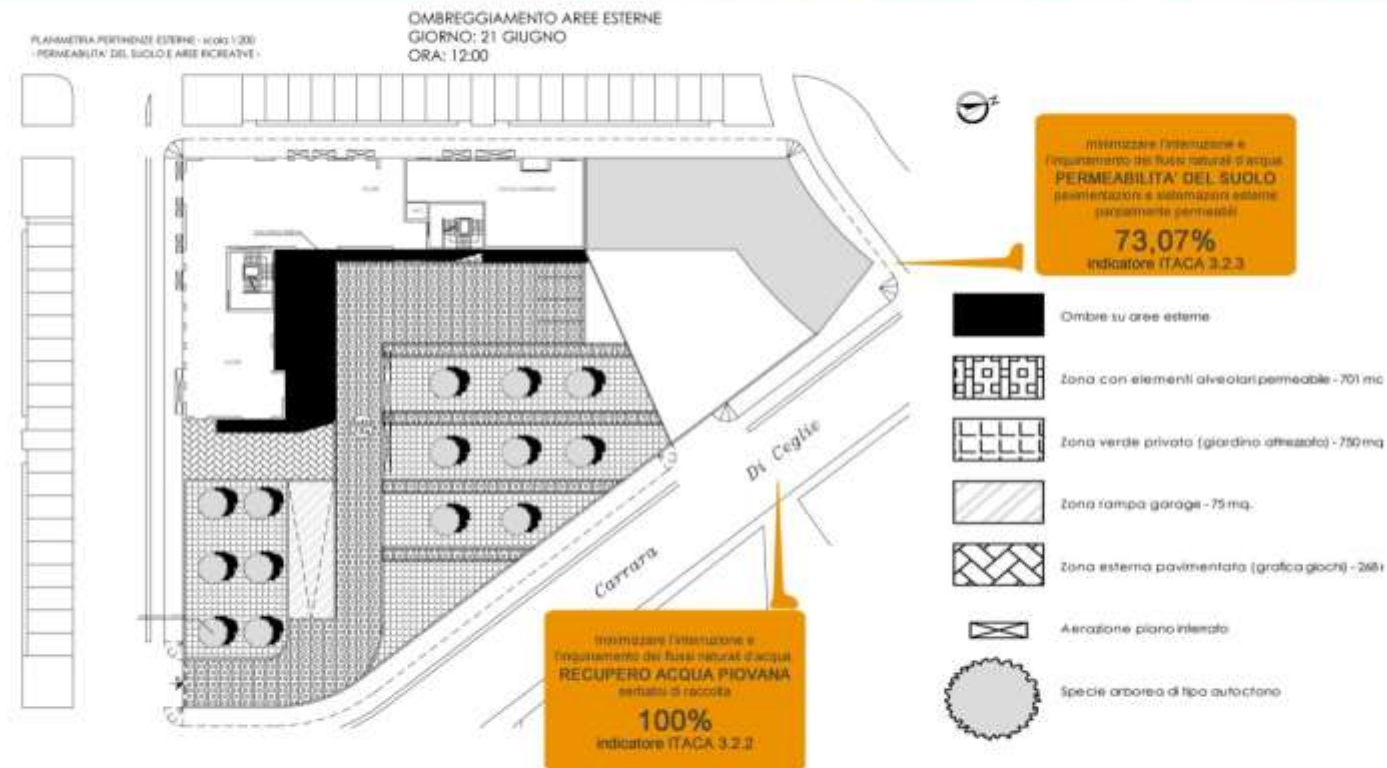 OMBREGGIAMENTO AREE ESTERNE
GIORNO: 21 GIUGNO
ORA: 12:00
PLANIMETRIA PERTINENZE ESTERNE - scala 1:200
- PERMEABILITA' DEL SUOLO E AREE RICREATIVE -
minimizzare l'interruzione e
l'inquinamento dei flussi naturali d'acqua
PERMEABILITA' DEL SUOLO
pavimentazioni e sistemazioni esterne
parzialmente permeabili
73,07%
indicatore ITACA 3.2.3
Ombre su aree esterne
Zona con elementi alveolari permeabile - 701 mq
Zona verde privato (giardino attrezzato) - 750 mq
Zona rampa garage - 75 mq.
Zona esterna pavimentata (grafica giochi) - 268
Aerazione piano interrato
Specie arborea di tipo autoctono
Di Ceglie
Carrara
minimizzare l'interruzione e
l'inquinamento dei flussi naturali d'acqua
RECUPERO ACQUA PIOVANA
serbatoi di raccolta
100%
indicatore ITACA 3.2.2